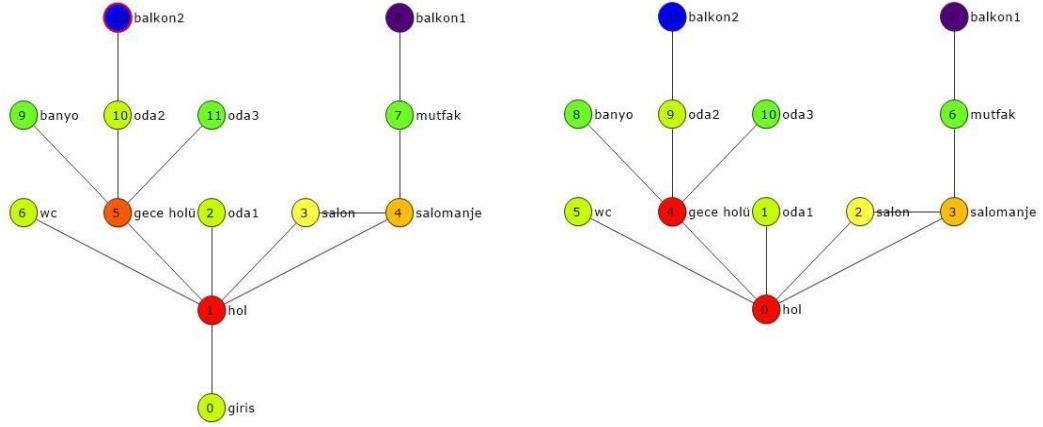 balkon2 8 balkon1 balkon2 7 balkon1
9 banyo 10 oda2 11 oda3 7 mutfak 8 banyo 9 oda2 10 oda3 6 mutfak
6 wc 5 gece holü 2 oda1 3 salon 4 salomanje 5 wc 4 gece holü 1 oda1 2 salon 3 salomanje
1 hol 0 hol
0 giris